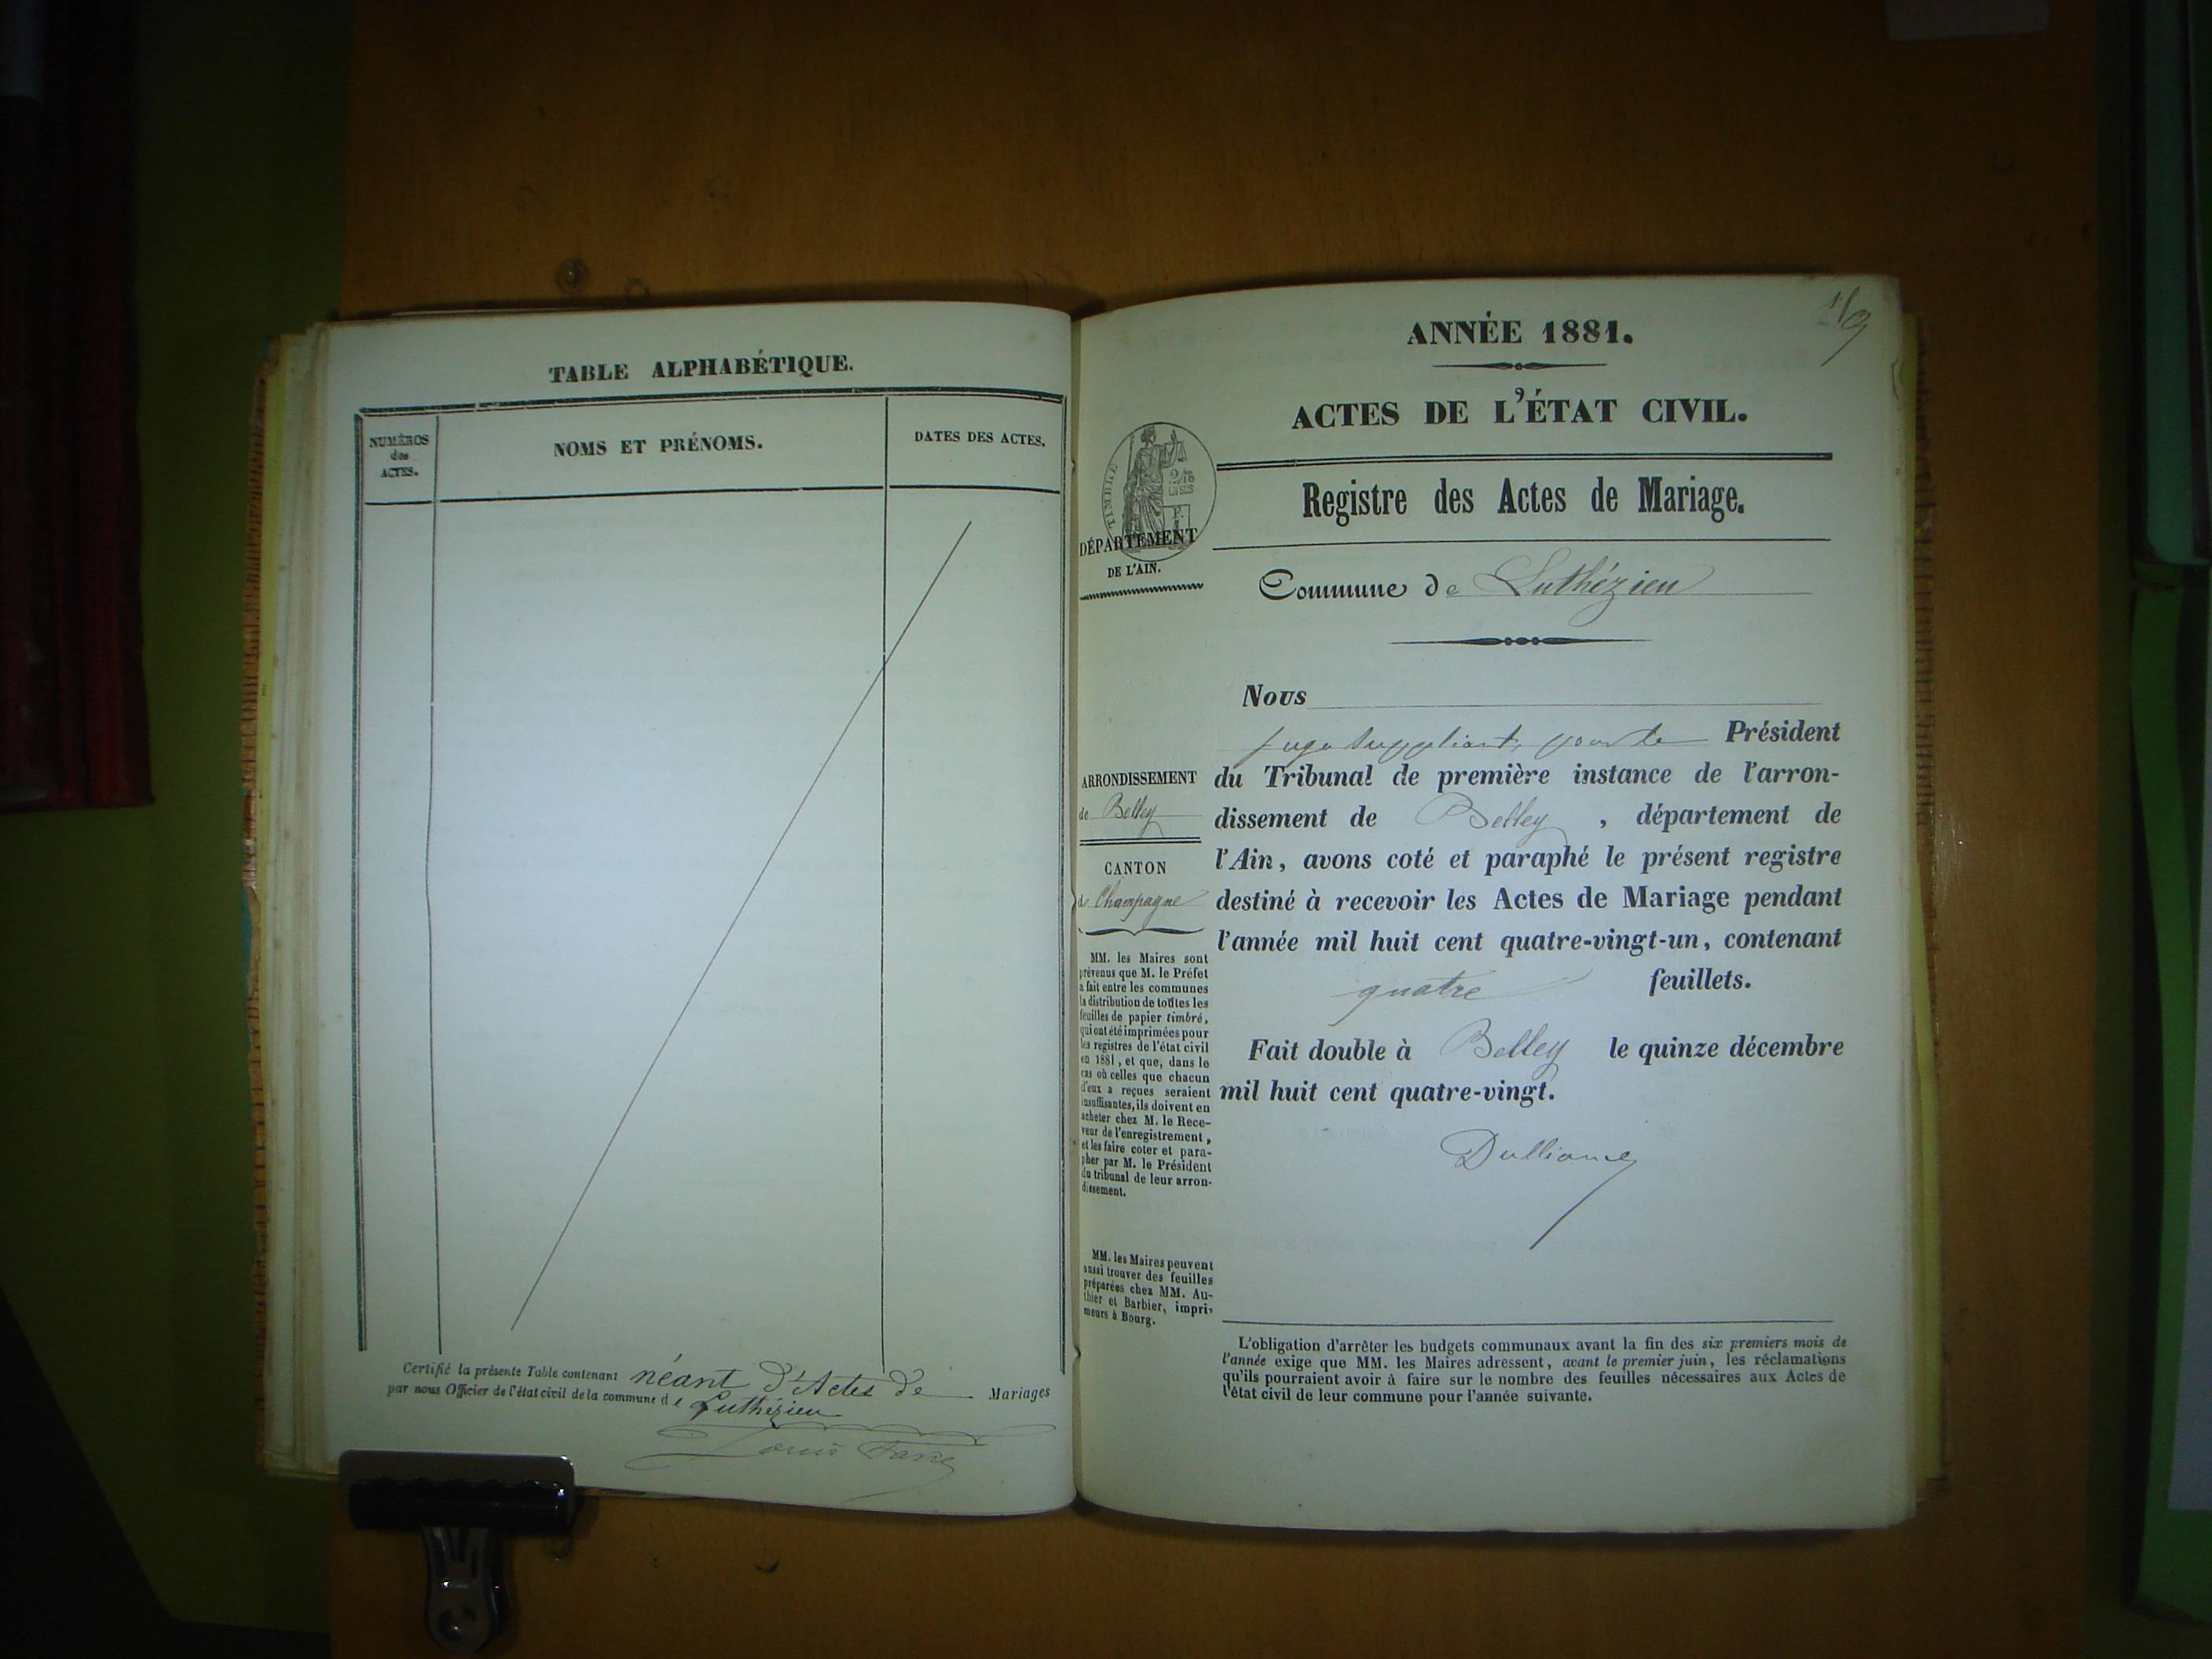 TABLE ALPHABÉTIQUE.
NUMÉROS
des
ACTES.
NOMS ET PRÉNOMS.
DATES DES ACTES.
Certifié la présente Table contenant néant d'Actes de Mariages
par nous Officier de l'état civil de la commune de Luthézieu
Louis
ANNÉE 1881.
ACTES DE L'ÉTAT CIVIL.
TIMBRE
DÉPARTEMENT
DE L'AIN.
Registre des Actes de Mariage.
Commune de Luthézieu
ARRONDISSEMENT
de Belley
CANTON
de Champagne
MM. les Maires sont
prévenus que M. le Préfet
a fait entre les communes
la distribution de toutes les
feuilles de papier timbré,
qui ont été imprimées pour
les registres de l'état civil
en 1881, et que, dans le
cas où celles que chacun
d'eux a reçues seraient
insuffisantes, ils doivent en
acheter chez M. le Rece-
veur de l'enregistrement,
et les faire coter et para-
pher par M. le Président
du tribunal de leur arron-
dissement.
MM. les Maires peuvent
aussi trouver des feuilles
préparées chez MM. Au-
thier et Barbier, impri-
meurs à Bourg.
Nous
juge suppléant, pour le Président
du Tribunal de première instance de l'arron-
dissement de Belley, département de
l'Ain, avons coté et paraphé le présent registre
destiné à recevoir les Actes de Mariage pendant
l'année mil huit cent quatre-vingt-un, contenant
quatre feuillets.
Fait double à Belley le quinze décembre
mil huit cent quatre-vingt.
L'obligation d'arrêter les budgets communaux avant la fin des six premiers mois de
l'année exige que MM. les Maires adressent, avant le premier juin, les réclamations
qu'ils pourraient avoir à faire sur le nombre des feuilles nécessaires aux Actes de
l'état civil de leur commune pour l'année suivante.